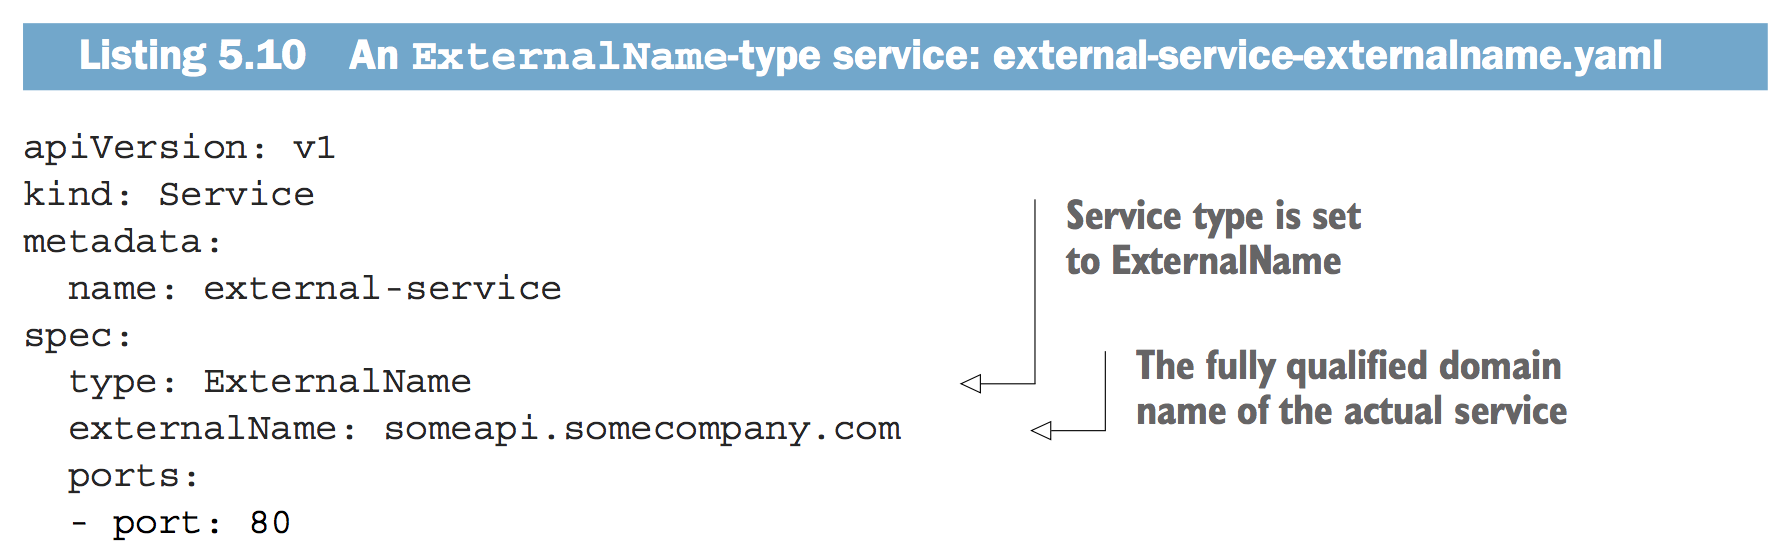 Listing 5.10 An ExternalName-type service: external-service-externalname.yaml
apiVersion: v1
kind: Service
metadata:
  name: external-service
spec:
  type: ExternalName
  externalName: someapi.somecompany.com
  ports:
  - port: 80
Service type is set
to ExternalName
The fully qualified domain
name of the actual service